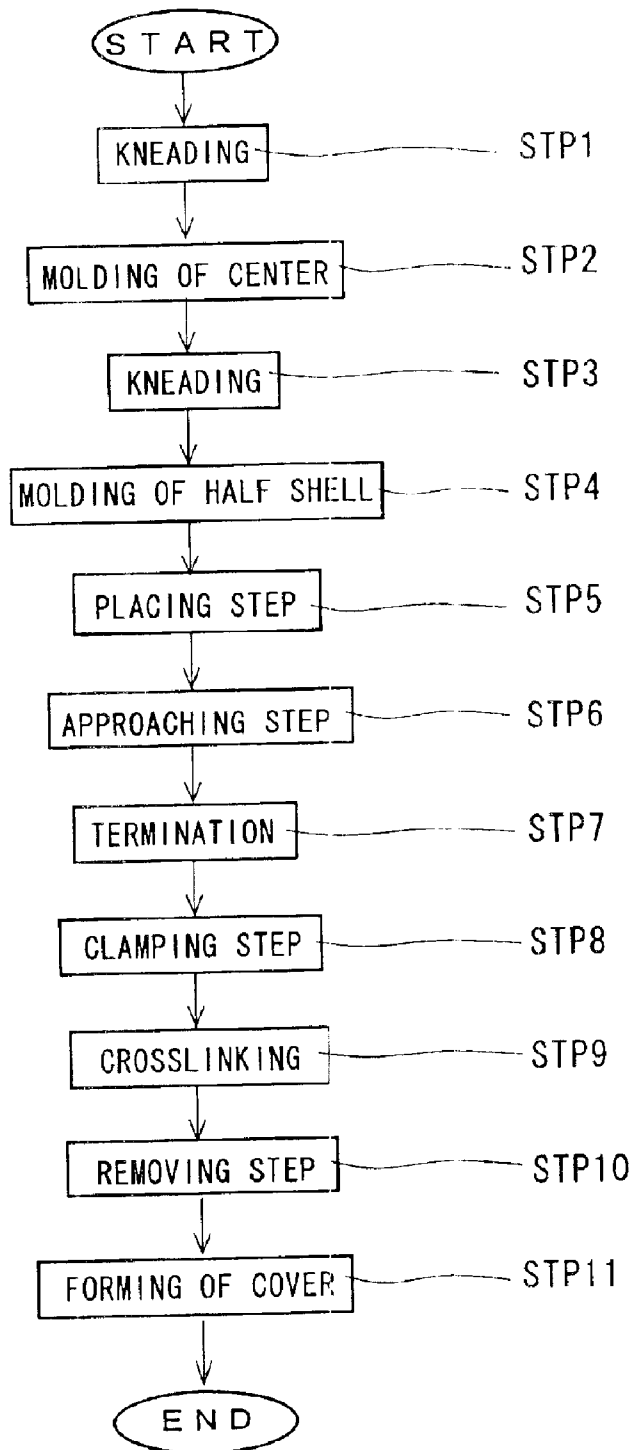 START
KNEADING STP1
MOLDING OF CENTER STP2
KNEADING STP3
MOLDING OF HALF SHELL STP4
PLACING STEP STP5
APPROACHING STEP STP6
TERMINATION STP7
CLAMPING STEP STP8
CROSSLINKING STP9
REMOVING STEP STP10
FORMING OF COVER STP11
END